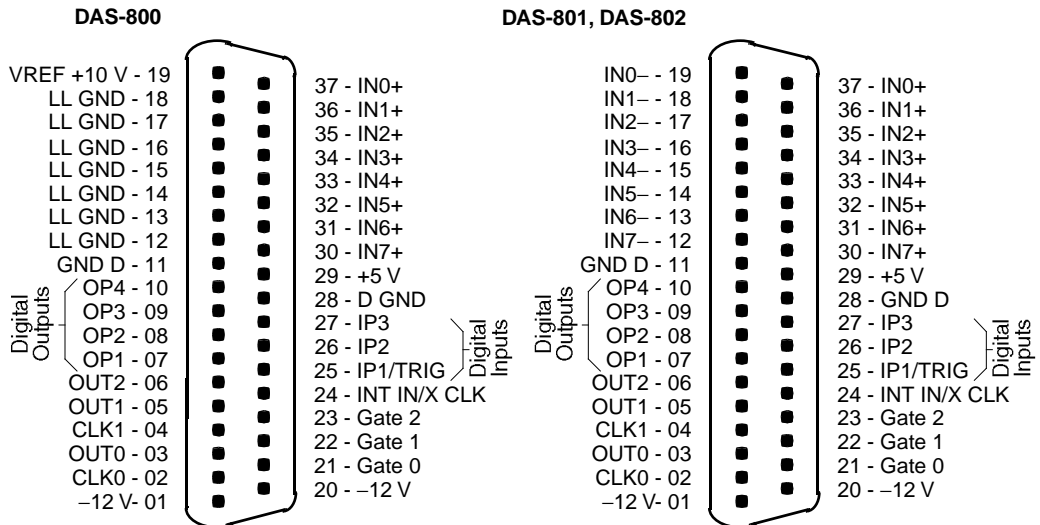 DAS-800
VREF +10 V - 19
LL GND - 18
LL GND - 17
LL GND - 16
LL GND - 15
LL GND - 14
LL GND - 13
LL GND - 12
GND D - 11
OP4 - 10
OP3 - 09
OP2 - 08
OP1 - 07
OUT2 - 06
OUT1 - 05
CLK1 - 04
OUT0 - 03
CLK0 - 02
−12 V- 01
Digital
Outputs
37 - IN0+
36 - IN1+
35 - IN2+
34 - IN3+
33 - IN4+
32 - IN5+
31 - IN6+
30 - IN7+
29 - +5 V
28 - D GND
27 - IP3
26 - IP2
25 - IP1/TRIG
24 - INT IN/X CLK
23 - Gate 2
22 - Gate 1
21 - Gate 0
20 - −12 V
Digital
Inputs
DAS-801, DAS-802
IN0− - 19
IN1− - 18
IN2− - 17
IN3− - 16
IN4− - 15
IN5− - 14
IN6− - 13
IN7− - 12
GND D - 11
OP4 - 10
OP3 - 09
OP2 - 08
OP1 - 07
OUT2 - 06
OUT1 - 05
CLK1 - 04
OUT0 - 03
CLK0 - 02
−12 V- 01
Digital
Outputs
37 - IN0+
36 - IN1+
35 - IN2+
34 - IN3+
33 - IN4+
32 - IN5+
31 - IN6+
30 - IN7+
29 - +5 V
28 - GND D
27 - IP3
26 - IP2
25 - IP1/TRIG
24 - INT IN/X CLK
23 - Gate 2
22 - Gate 1
21 - Gate 0
20 - −12 V
Digital
Inputs